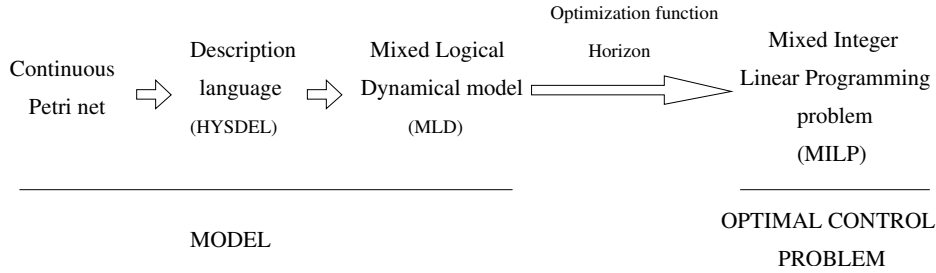 Continuous
Petri net
Description
language
(HYSDEL)
Mixed Logical
Dynamical model
(MLD)
Optimization function
Horizon
Mixed Integer
Linear Programming
problem
(MILP)
MODEL
OPTIMAL CONTROL
PROBLEM